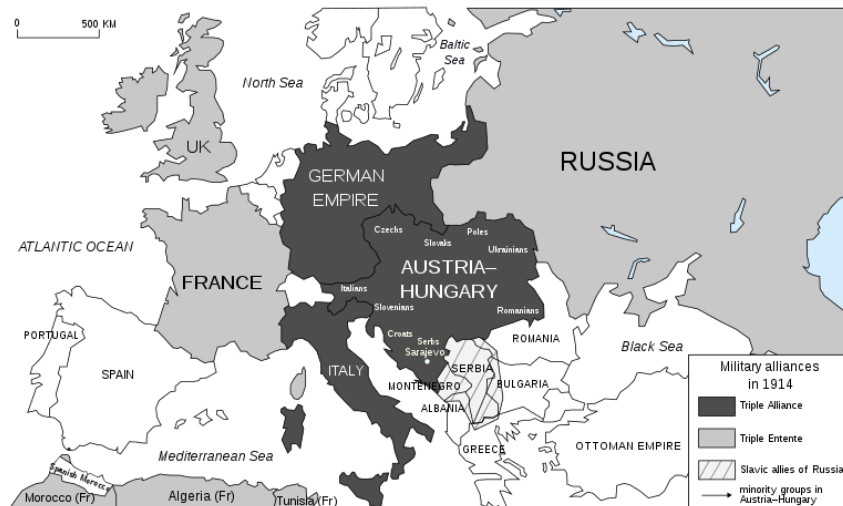 0 500 KM
Baltic
Sea
North Sea
UK
RUSSIA
GERMAN
EMPIRE
ATLANTIC OCEAN
Czechs
Poles
Slovaks
Ukrainians
AUSTRIA–
HUNGARY
FRANCE
Italians
Slovenians
Romanians
Croats
Serbs
Sarajevo
PORTUGAL
SPAIN
ITALY
SERBIA
ROMANIA
Black Sea
MONTENEGRO
BULGARIA
ALBANIA
GREECE
OTTOMAN EMPIRE
Mediterranean Sea
Spanish Morocco
Morocco (Fr)
Algeria (Fr)
Tunisia (Fr)
Military alliances
in 1914
Triple Alliance
Triple Entente
Slavic allies of Russia
minority groups in
Austria–Hungary